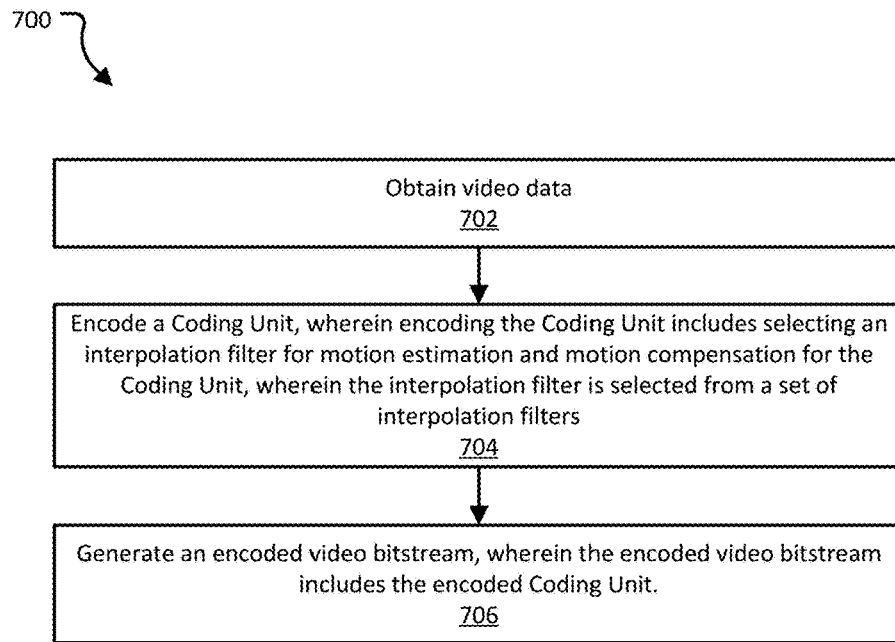 700
Obtain video data
702
Encode a Coding Unit, wherein encoding the Coding Unit includes selecting an
interpolation filter for motion estimation and motion compensation for the
Coding Unit, wherein the interpolation filter is selected from a set of
interpolation filters
704
Generate an encoded video bitstream, wherein the encoded video bitstream
includes the encoded Coding Unit.
706